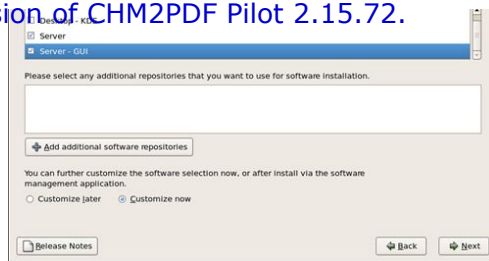 sion of CHM2PDF Pilot 2.15.72.
Desktop - KDE
Server
Server - GUI
Please select any additional repositories that you want to use for software installation.
Add additional software repositories
You can further customize the software selection now, or after install via the software
management application.
Customize later Customize now
Release Notes Back Next